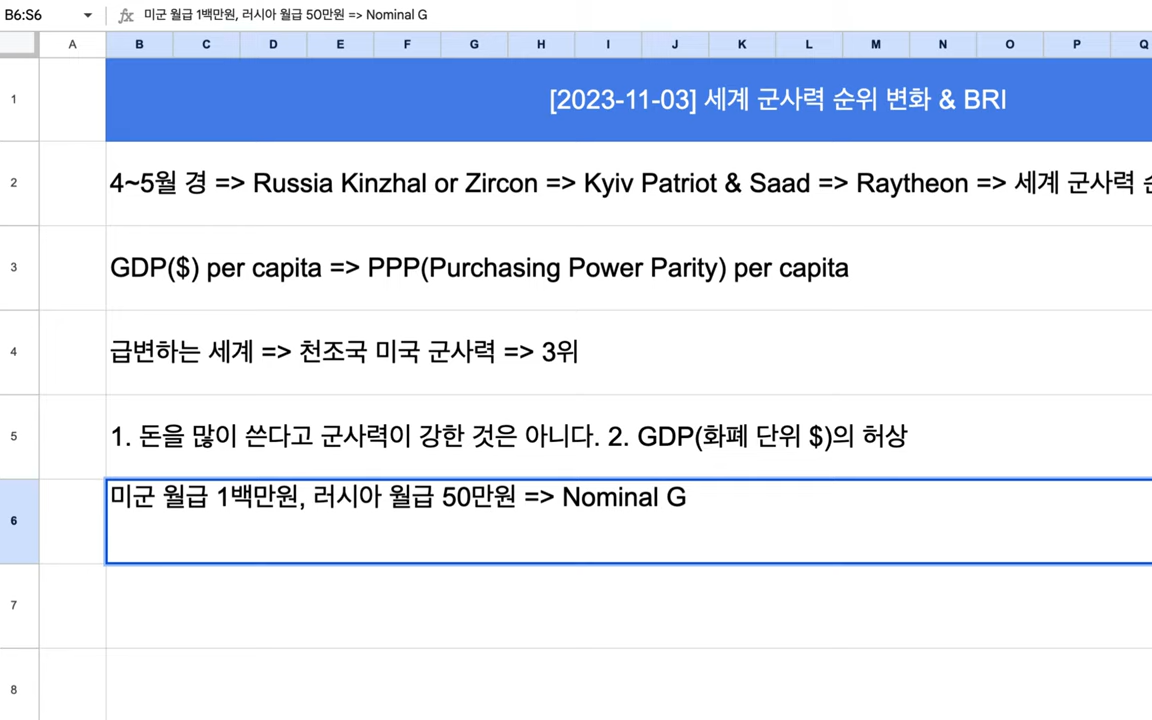 B6:S6 fx 미군 월급 1백만원, 러시아 월급 50만원 => Nominal G
A B C D E F G H I J K L M N O P Q
1 [2023-11-03] 세계 군사력 순위 변화 & BRI
2 4~5월 경 => Russia Kinzhal or Zircon => Kyiv Patriot & Saad => Raytheon => 세계 군사력
3 GDP($) per capita => PPP(Purchasing Power Parity) per capita
4 급변하는 세계 => 천조국 미국 군사력 => 3위
5 1. 돈을 많이 쓴다고 군사력이 강한 것은 아니다. 2. GDP(화폐 단위 $)의 허상
6 미군 월급 1백만원, 러시아 월급 50만원 => Nominal G
7
8